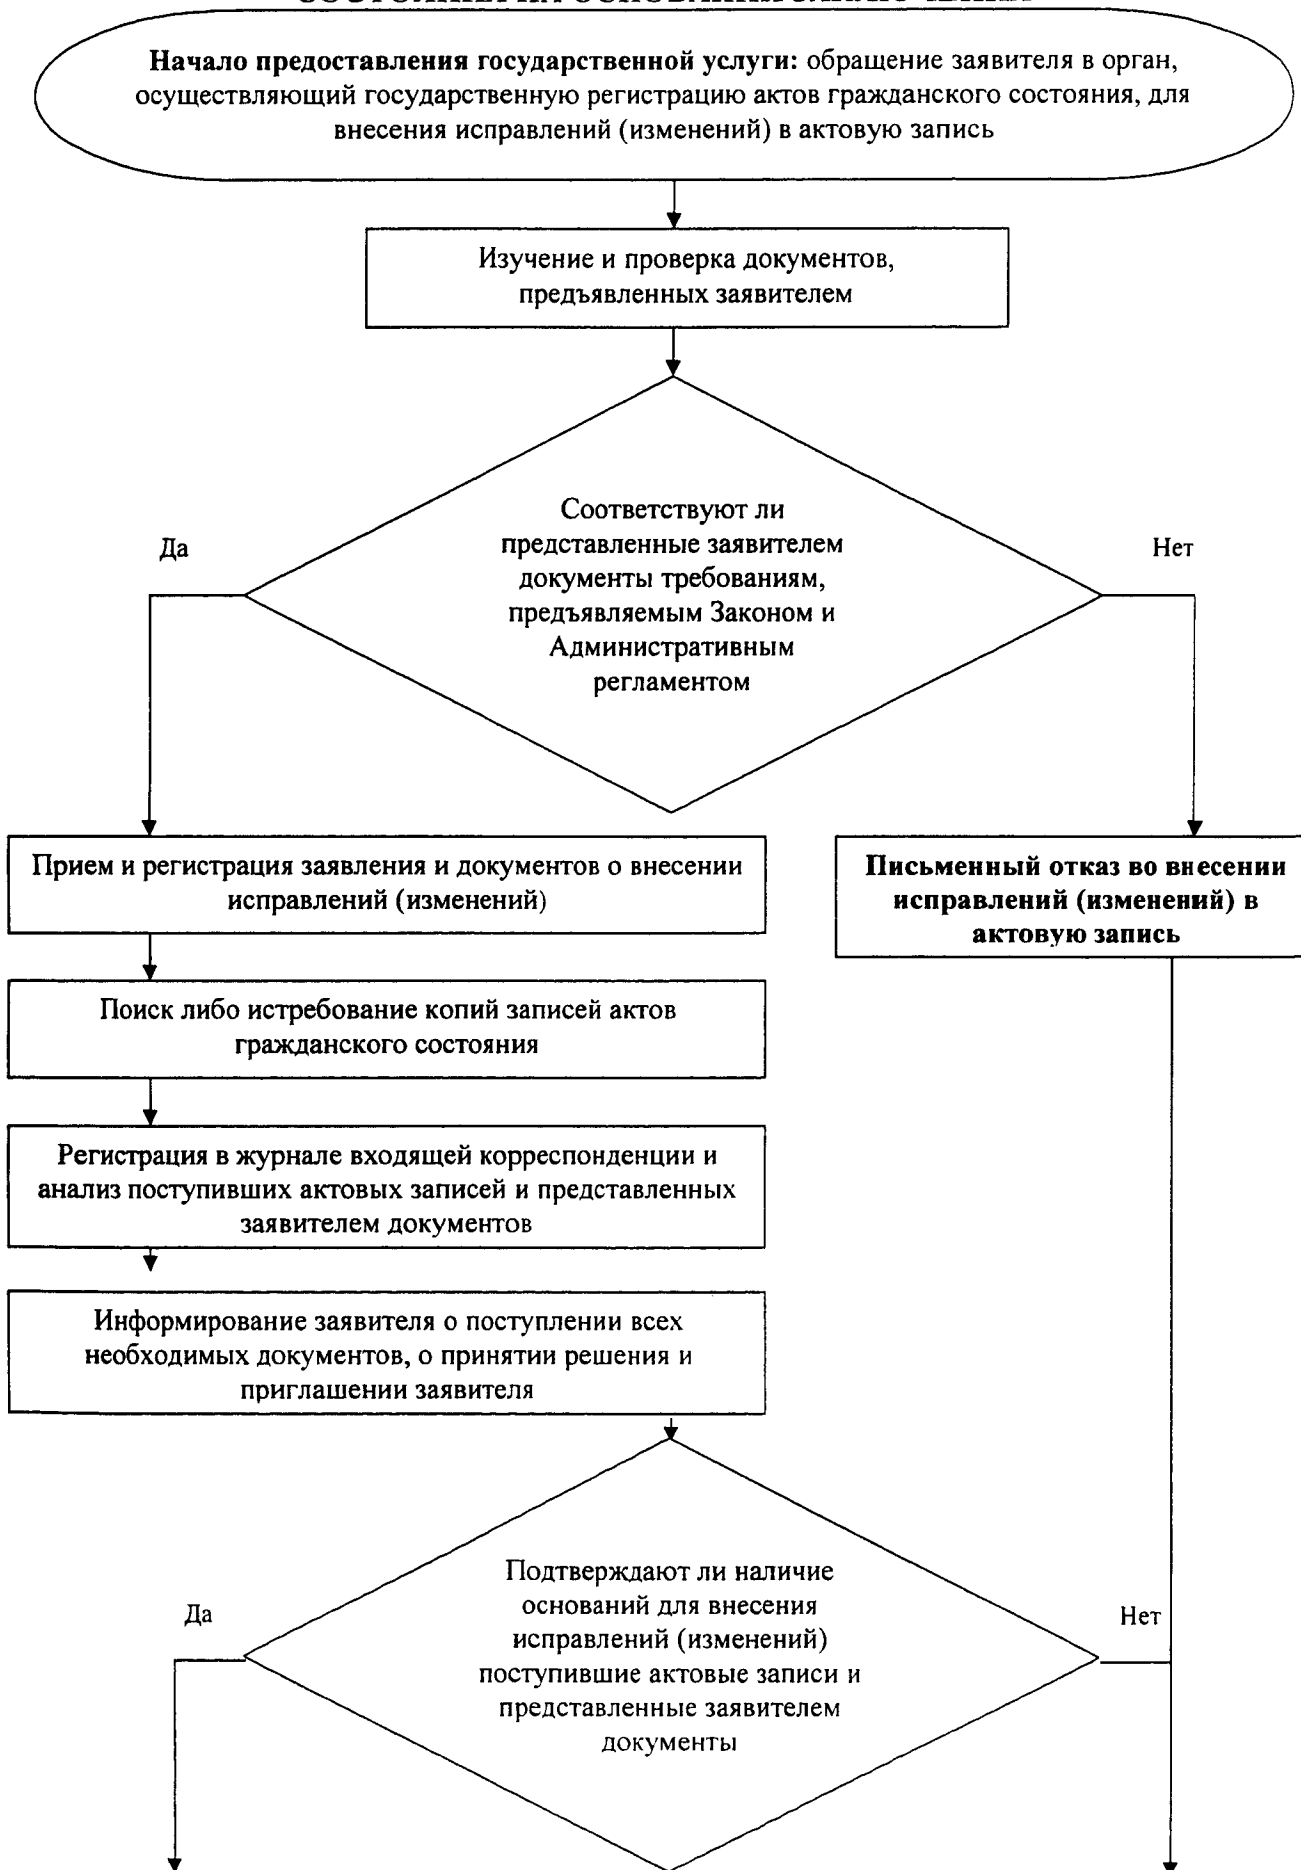 Начало предоставления государственной услуги: обращение заявителя в орган,
осуществляющий государственную регистрацию актов гражданского состояния, для
внесения исправлений (изменений) в актовую запись
Изучение и проверка документов,
предъявленных заявителем
Соответствуют ли
представленные заявителем
документы требованиям,
предъявляемым Законом и
Административным
регламентом
Да
Нет
Прием и регистрация заявления и документов о внесении
исправлений (изменений)
Письменный отказ во внесении
исправлений (изменений) в
актовую запись
Поиск либо истребование копий записей актов
гражданского состояния
Регистрация в журнале входящей корреспонденции и
анализ поступивших актовых записей и представленных
заявителем документов
Информирование заявителя о поступлении всех
необходимых документов, о принятии решения и
приглашении заявителя
Подтверждают ли наличие
оснований для внесения
исправлений (изменений)
поступившие актовые записи и
представленные заявителем
документы
Да
Нет